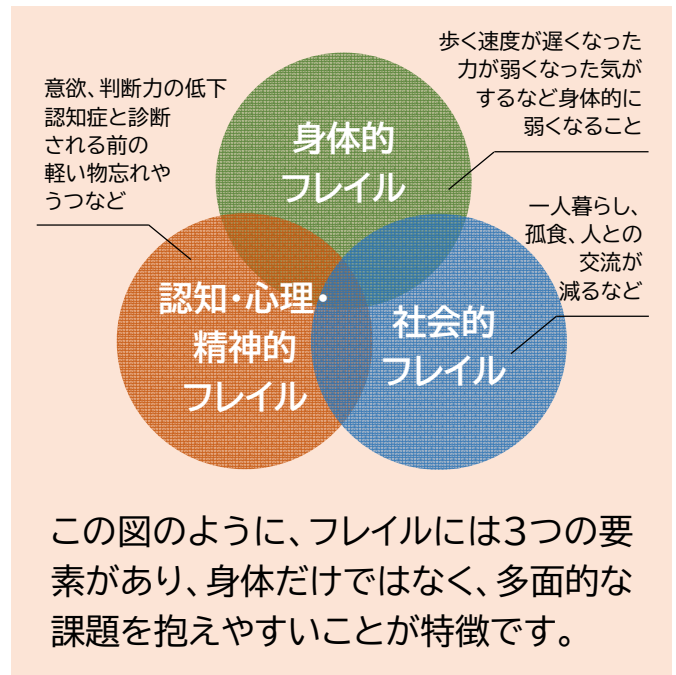 歩く速度が遅くなった
力が弱くなった気が
するなど身体的に
弱くなること
意欲、判断力の低下
認知症と診断
される前の
軽い物忘れや
うつなど
身体的
フレイル
一人暮らし、
孤食、人との
交流が
減るなど
認知・心理・
精神的
フレイル
社会的
フレイル
この図のように、フレイルには3つの要
素があり、身体だけではなく、多面的な
課題を抱えやすいことが特徴です。